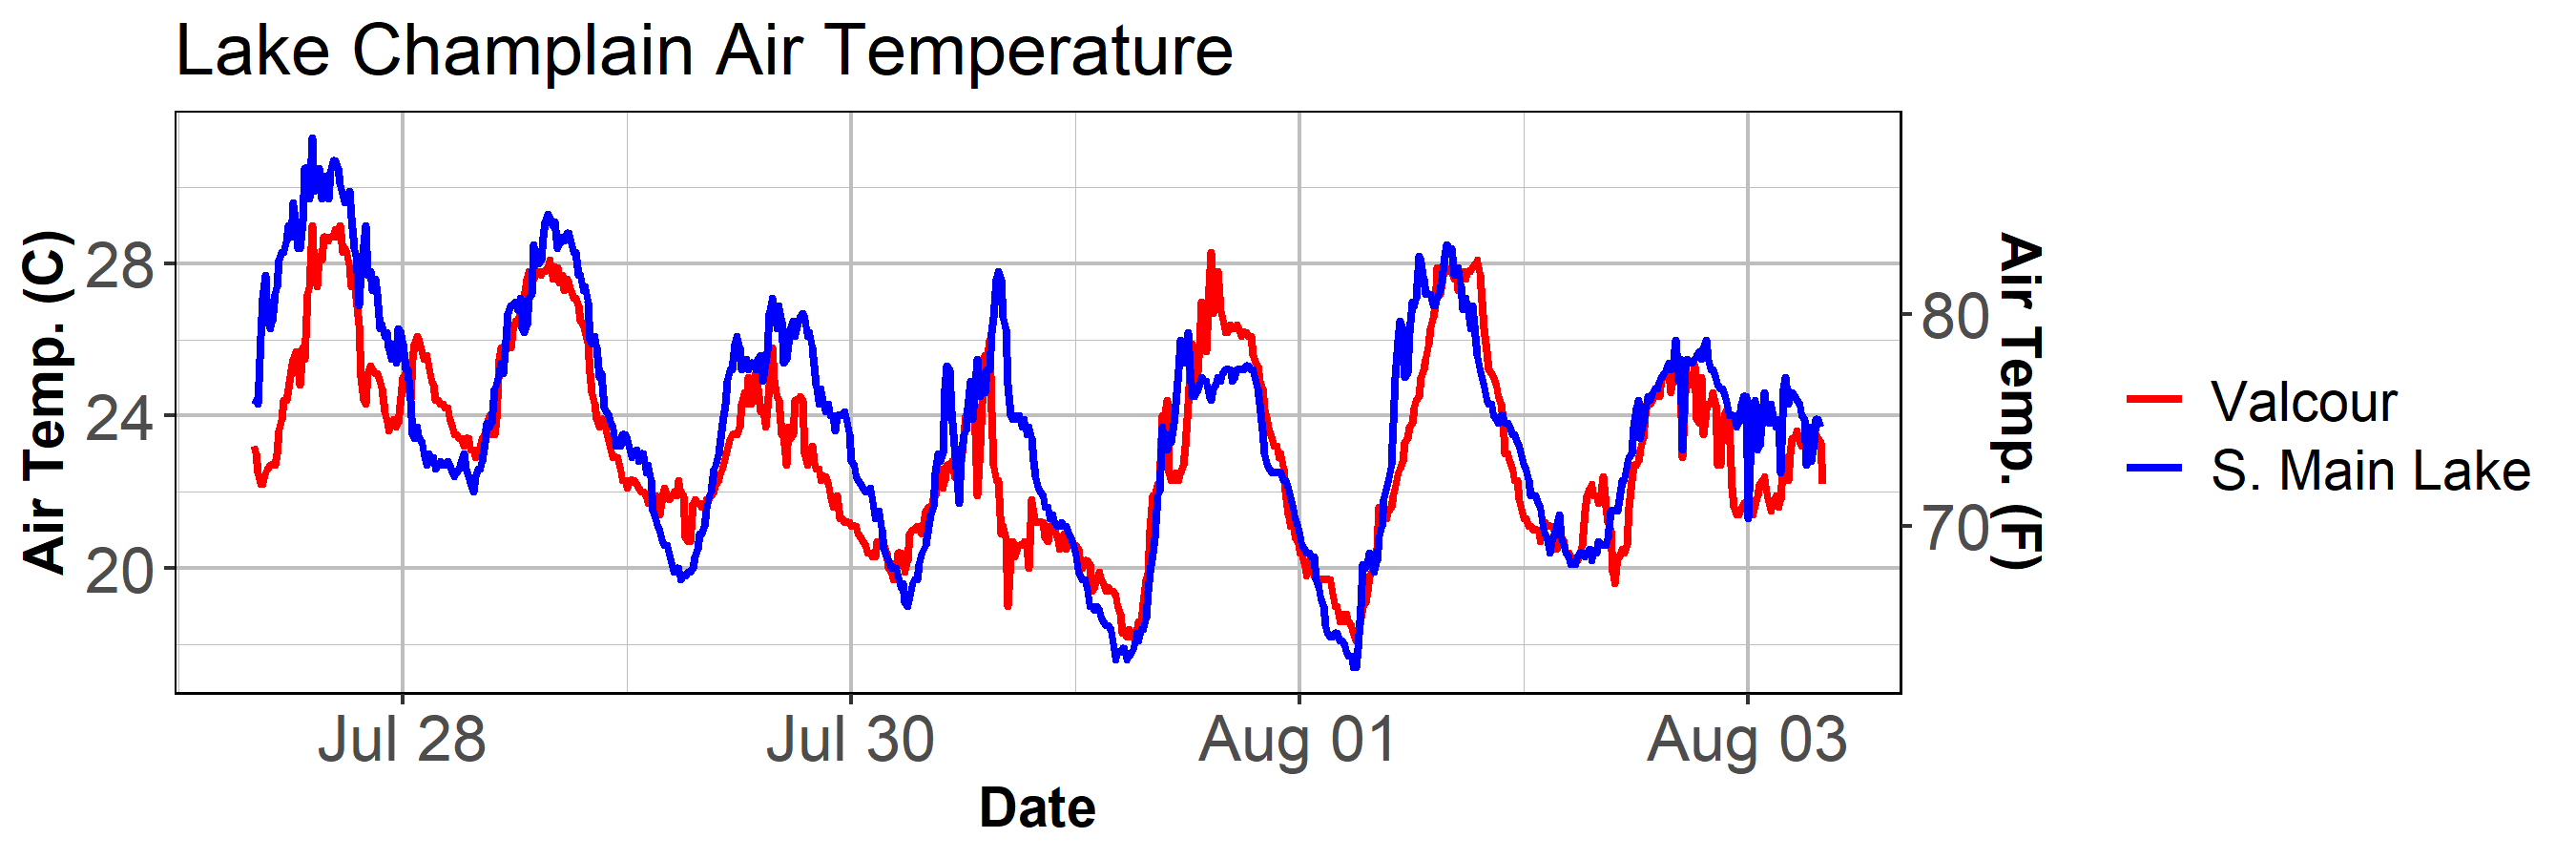 Lake Champlain Air Temperature
Air Temp. (C)
28
24
20
Air Temp. (F)
80
70
Jul 28
Jul 30
Aug 01
Aug 03
Date
Valcour
S. Main Lake